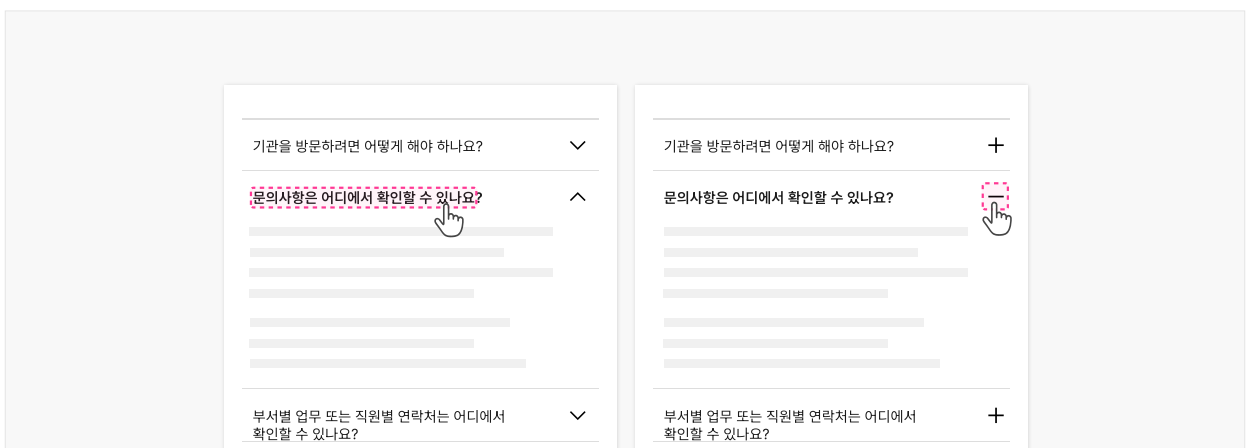 기관을 방문하려면 어떻게 해야 하나요?
문의사항은 어디에서 확인할 수 있나요?
부서별 업무 또는 직원별 연락처는 어디에서
확인할 수 있나요?
기관을 방문하려면 어떻게 해야 하나요?
문의사항은 어디에서 확인할 수 있나요?
부서별 업무 또는 직원별 연락처는 어디에서
확인할 수 있나요?